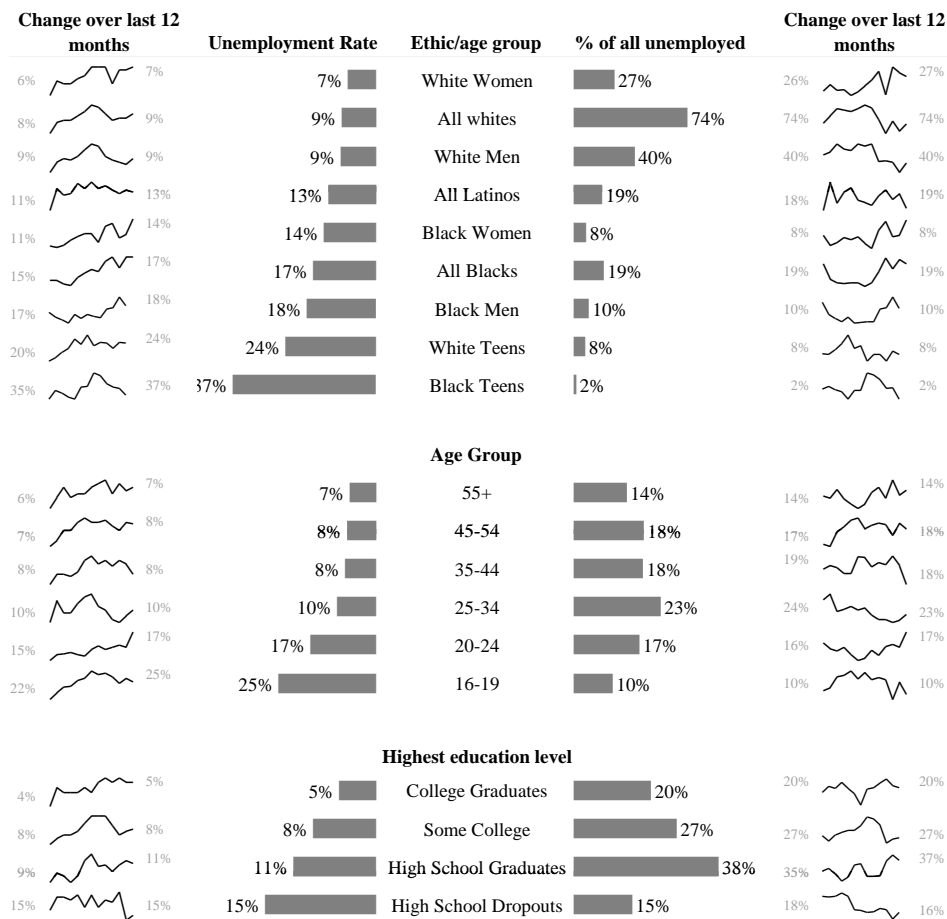 Change over last 12 months Unemployment Rate Ethic/age group % of all unemployed Change over last 12 months
6% 7% 7% White Women 27% 26% 27%
8% 9% 9% All whites 74% 74% 74%
9% 9% 9% White Men 40% 40% 40%
11% 13% 13% All Latinos 19% 18% 19%
11% 14% 14% Black Women 8% 8% 8%
15% 17% 17% All Blacks 19% 19% 19%
17% 18% 18% Black Men 10% 10% 10%
20% 24% 24% White Teens 8% 8% 8%
35% 37% 37% Black Teens 2% 2% 2%
Age Group
6% 7% 7% 55+ 14% 14% 14%
7% 8% 8% 45-54 18% 17% 18%
8% 8% 8% 35-44 18% 19% 18%
10% 10% 10% 25-34 23% 24% 23%
15% 17% 17% 20-24 17% 16% 17%
22% 25% 25% 16-19 10% 10% 10%
Highest education level
4% 5% 5% College Graduates 20% 20% 20%
8% 8% 8% Some College 27% 27% 27%
9% 11% 11% High School Graduates 38% 35% 37%
15% 15% 15% High School Dropouts 15% 18% 16%